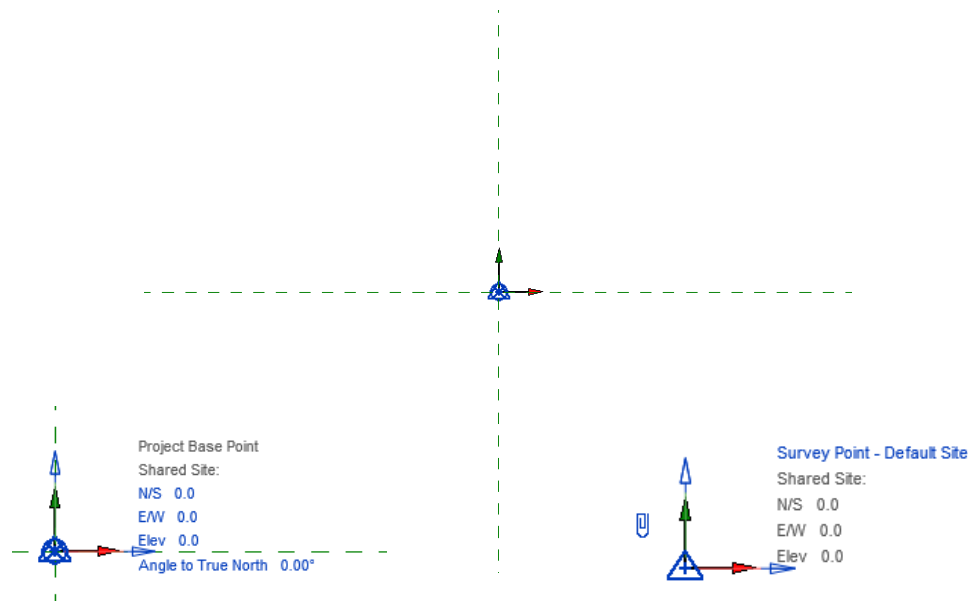 Project Base Point
Shared Site:
N/S 0.0
E/W 0.0
Elev 0.0
Angle to True North 0.00°
Survey Point - Default Site
Shared Site:
N/S 0.0
E/W 0.0
Elev 0.0